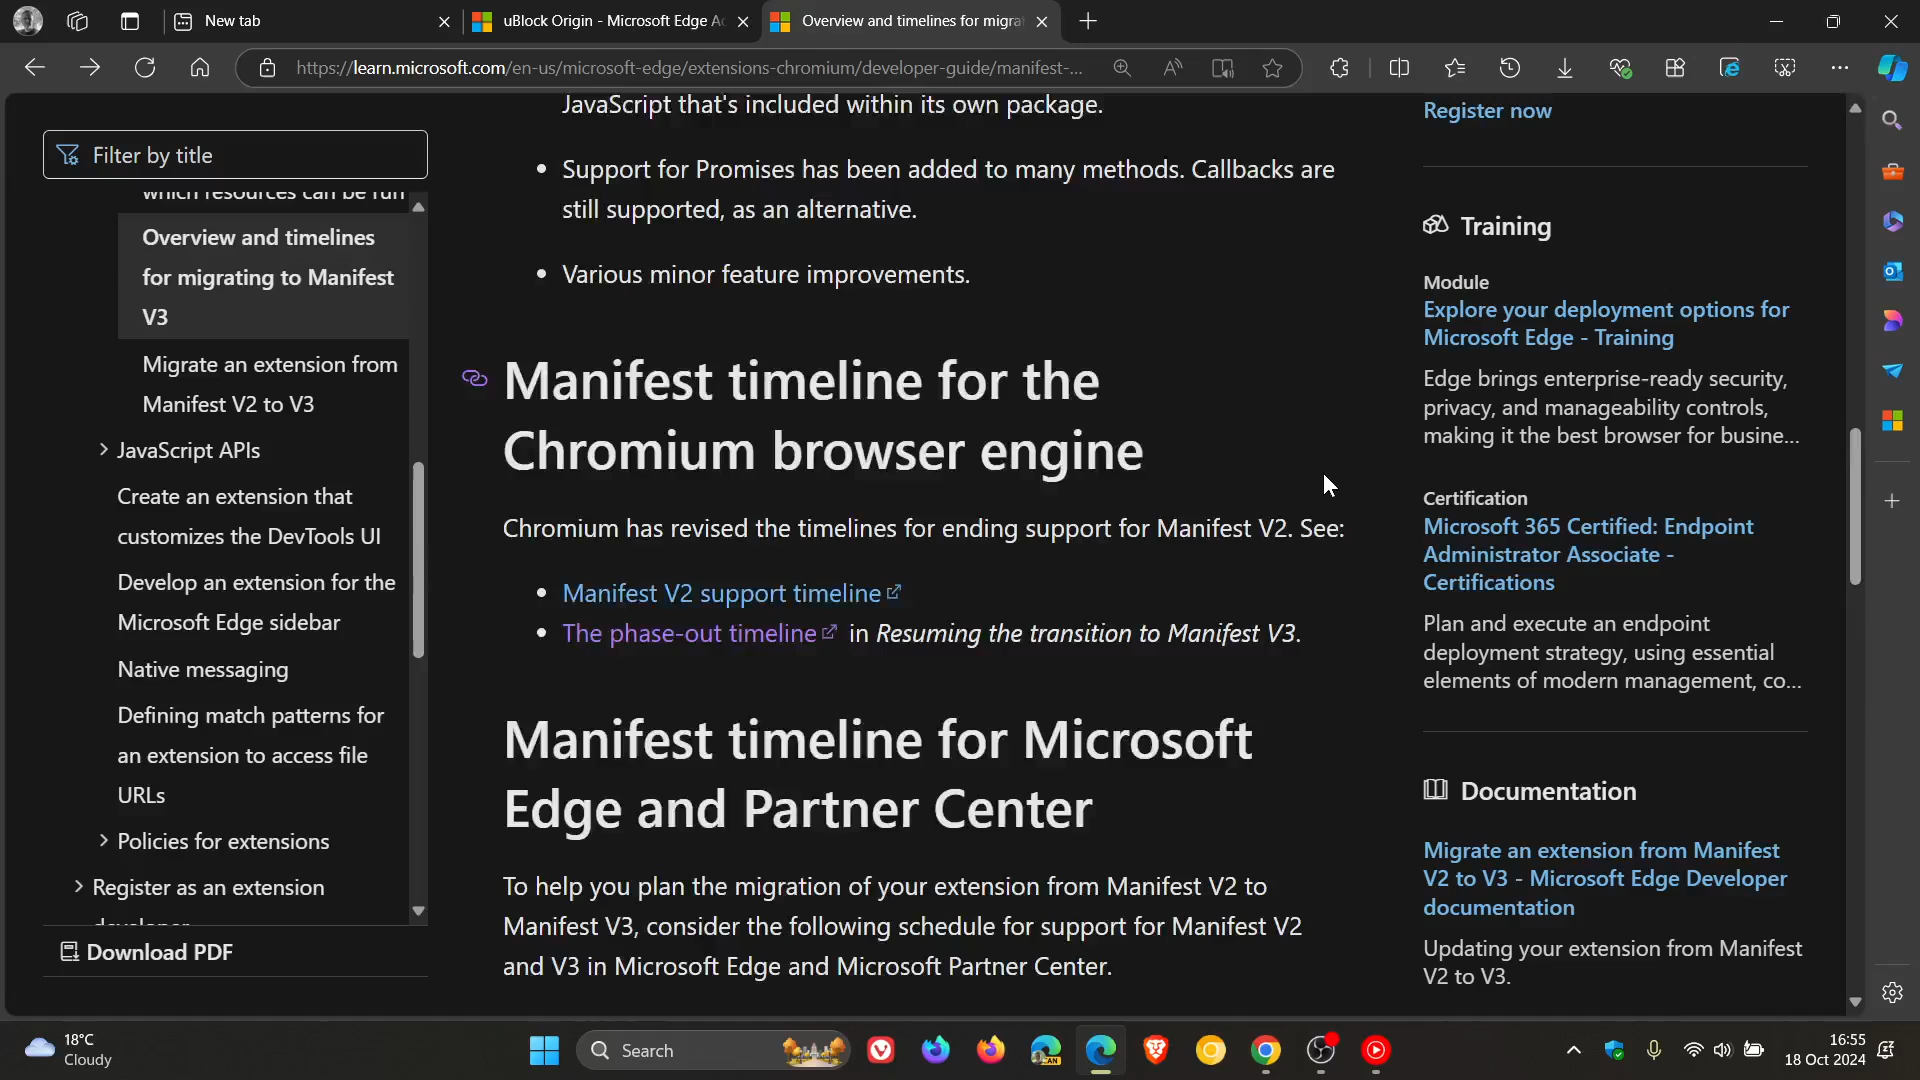 New tab
uBlock Origin - Microsoft Edge Ad
Overview and timelines for migra
https://learn.microsoft.com/en-us/microsoft-edge/extensions-chromium/developer-guide/manifest-...
Filter by title
which resources can be run
Overview and timelines
for migrating to Manifest
V3
Migrate an extension from
Manifest V2 to V3
JavaScript APIs
Create an extension that
customizes the DevTools UI
Develop an extension for the
Microsoft Edge sidebar
Native messaging
Defining match patterns for
an extension to access file
URLs
Policies for extensions
Register as an extension
developer
Download PDF
JavaScript that's included within its own package.
• Support for Promises has been added to many methods. Callbacks are
still supported, as an alternative.
• Various minor feature improvements.
Manifest timeline for the
Chromium browser engine
Chromium has revised the timelines for ending support for Manifest V2. See:
• Manifest V2 support timeline
• The phase-out timeline in Resuming the transition to Manifest V3.
Manifest timeline for Microsoft
Edge and Partner Center
To help you plan the migration of your extension from Manifest V2 to
Manifest V3, consider the following schedule for support for Manifest V2
and V3 in Microsoft Edge and Microsoft Partner Center.
Register now
Training
Module
Explore your deployment options for
Microsoft Edge - Training
Edge brings enterprise-ready security,
privacy, and manageability controls,
making it the best browser for busine...
Certification
Microsoft 365 Certified: Endpoint
Administrator Associate -
Certifications
Plan and execute an endpoint
deployment strategy, using essential
elements of modern management, co...
Documentation
Migrate an extension from Manifest
V2 to V3 - Microsoft Edge Developer
documentation
Updating your extension from Manifest
V2 to V3.
18°C
Cloudy
Search
CAN
16:55
18 Oct 2024